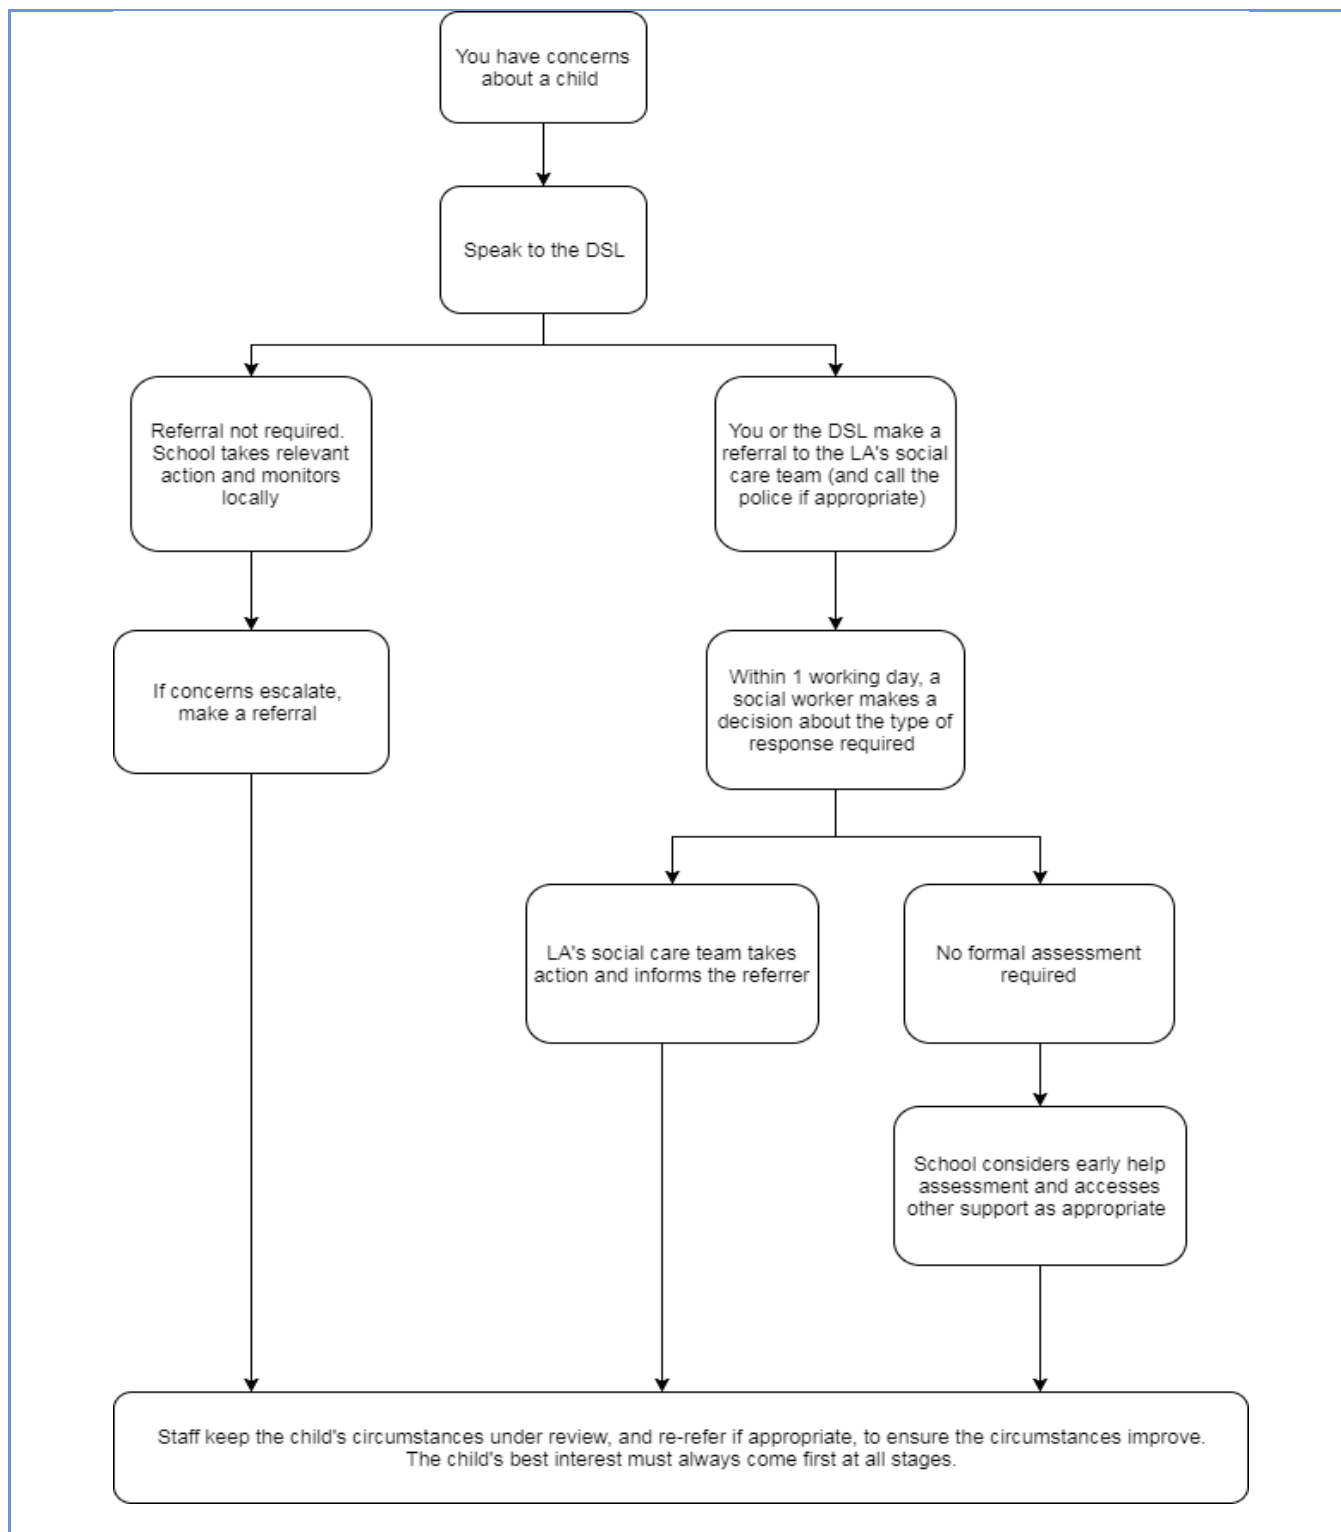 You have concerns
about a child
Speak to the DSL
Referral not required.
School takes relevant
action and monitors
locally
You or the DSL make a
referral to the LA's social
care team (and call the
police if appropriate)
If concerns escalate,
make a referral
Within 1 working day, a
social worker makes a
decision about the type of
response required
LA's social care team takes
action and informs the referrer
No formal assessment
required
School considers early help
assessment and accesses
other support as appropriate
Staff keep the child's circumstances under review, and re-refer if appropriate, to ensure the circumstances improve.
The child's best interest must always come first at all stages.